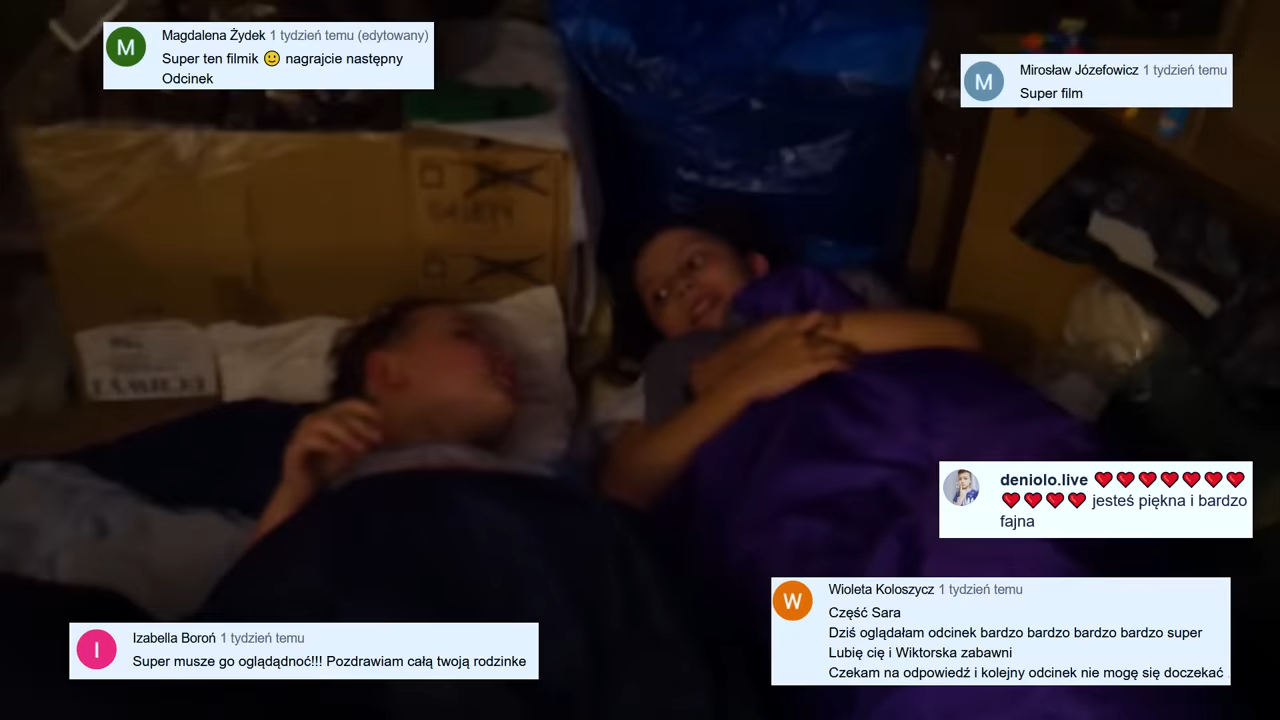 Magdalena Żydek 1 tydzień temu (edytowany)
Super ten filmik 🙂 nagrajcie następny
Odcinek
Mirosław Józefowicz 1 tydzień temu
Super film
deniolo.live ❤️❤️❤️❤️❤️❤️❤️
❤️❤️❤️❤️ jesteś piękna i bardzo
fajna
Wioleta Koloszycz 1 tydzień temu
Część Sara
Dziś oglądałam odcinek bardzo bardzo bardzo bardzo super
Lubię cię i Wiktorska zabawni
Czekam na odpowiedź i kolejny odcinek nie mogę się doczekać
Izabella Boroń 1 tydzień temu
Super musze go oglądądnoć!!! Pozdrawiam całą twoją rodzinke
M
M
W
I